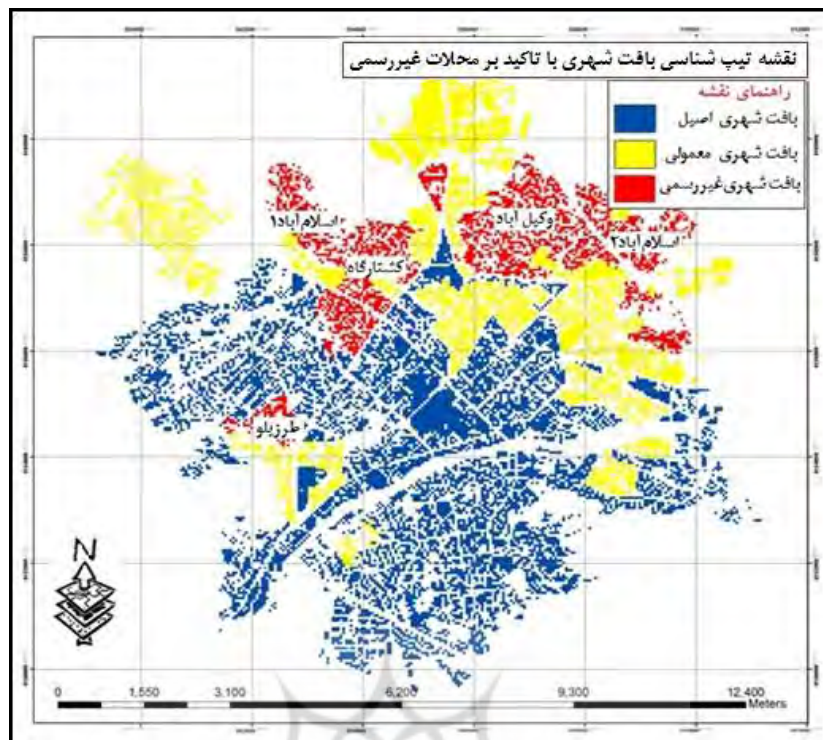 نقشه تیپ شناسی بافت شهری با تاکید بر محلات غیررسمی
راهنمای نقشه
بافت شهری اصیل
بافت شهری معمولی
بافت شهری غیررسمی
اسلام آباد۱
وکیل آباد
اسلام آباد۲
کشتارگاه
طرزیلو
N
0 1,550 3,100 6,200 9,300 12,400
Meters